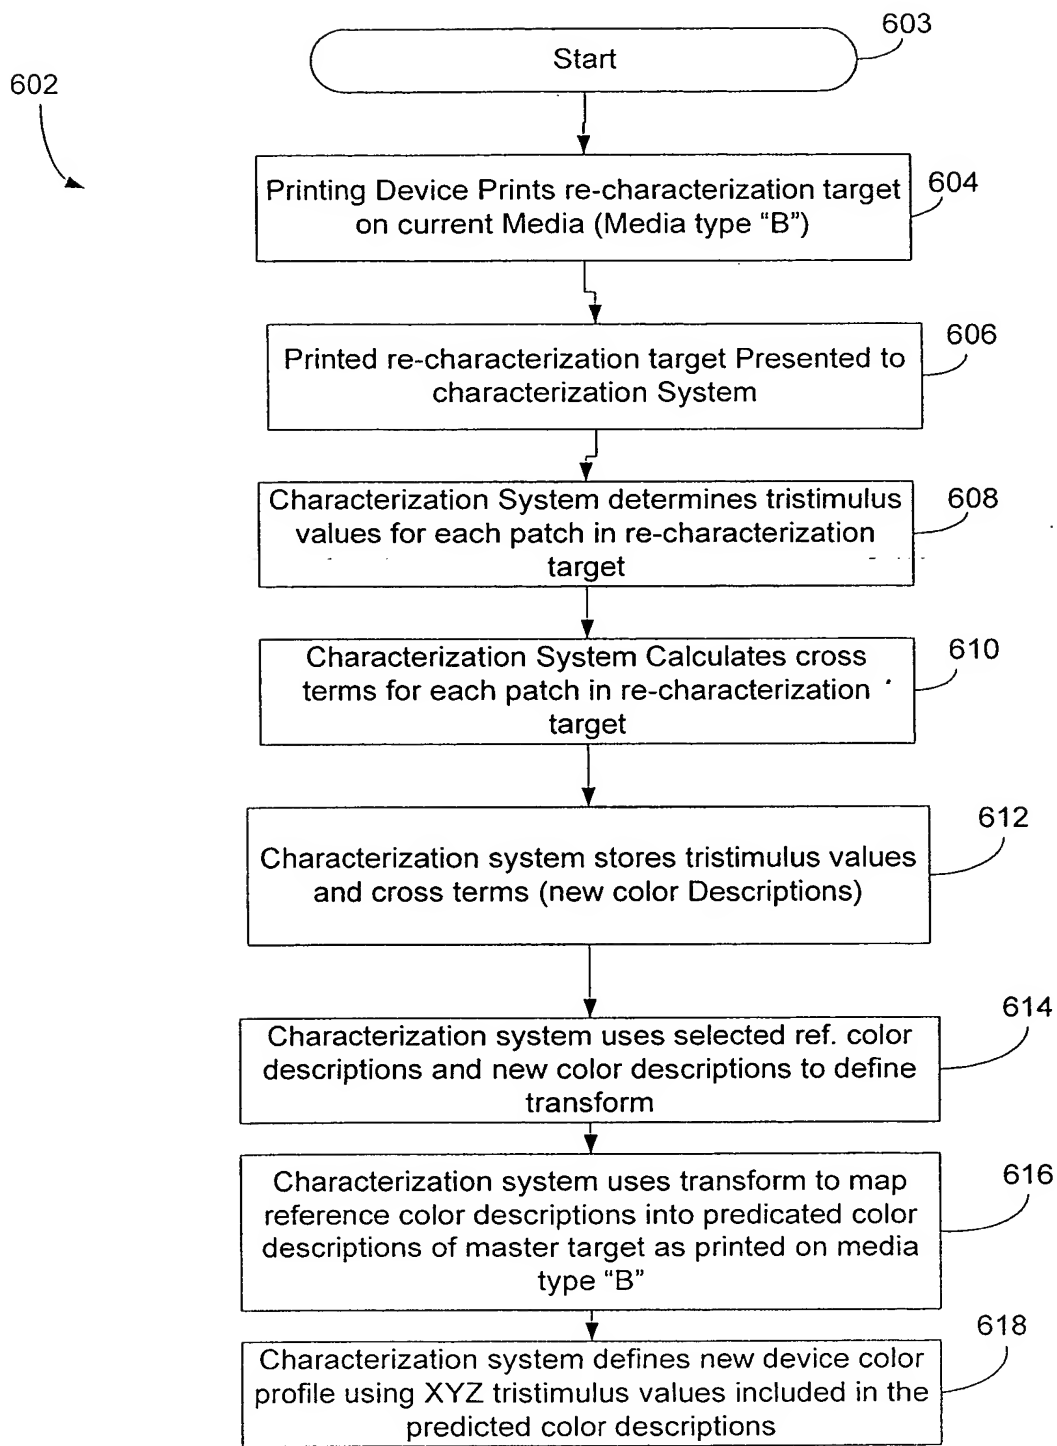 603
Start
602
Printing Device Prints re-characterization target
on current Media (Media type “B”)
604
Printed re-characterization target Presented to
characterization System
606
Characterization System determines tristimulus
values for each patch in re-characterization
target
608
Characterization System Calculates cross
terms for each patch in re-characterization
target
610
Characterization system stores tristimulus values
and cross terms (new color Descriptions)
612
Characterization system uses selected ref. color
descriptions and new color descriptions to define
transform
614
Characterization system uses transform to map
reference color descriptions into predicated color
descriptions of master target as printed on media
type “B”
616
Characterization system defines new device color
profile using XYZ tristimulus values included in the
predicted color descriptions
618